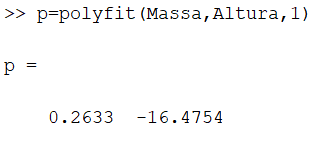 >> p=polyfit(Massa,Altura,1)
p =
0.2633 -16.4754